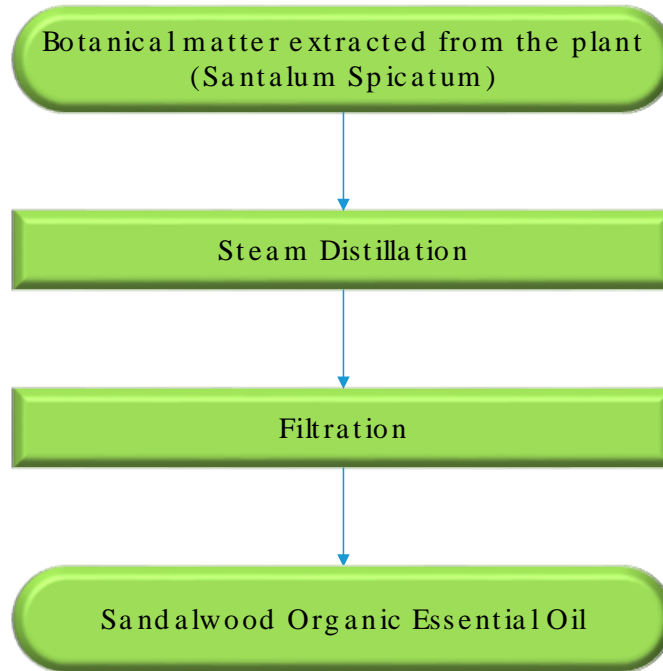 Botanical matter extracted from the plant
(Santalum Spicatum)
Steam Distillation
Filtration
Sandalwood Organic Essential Oil